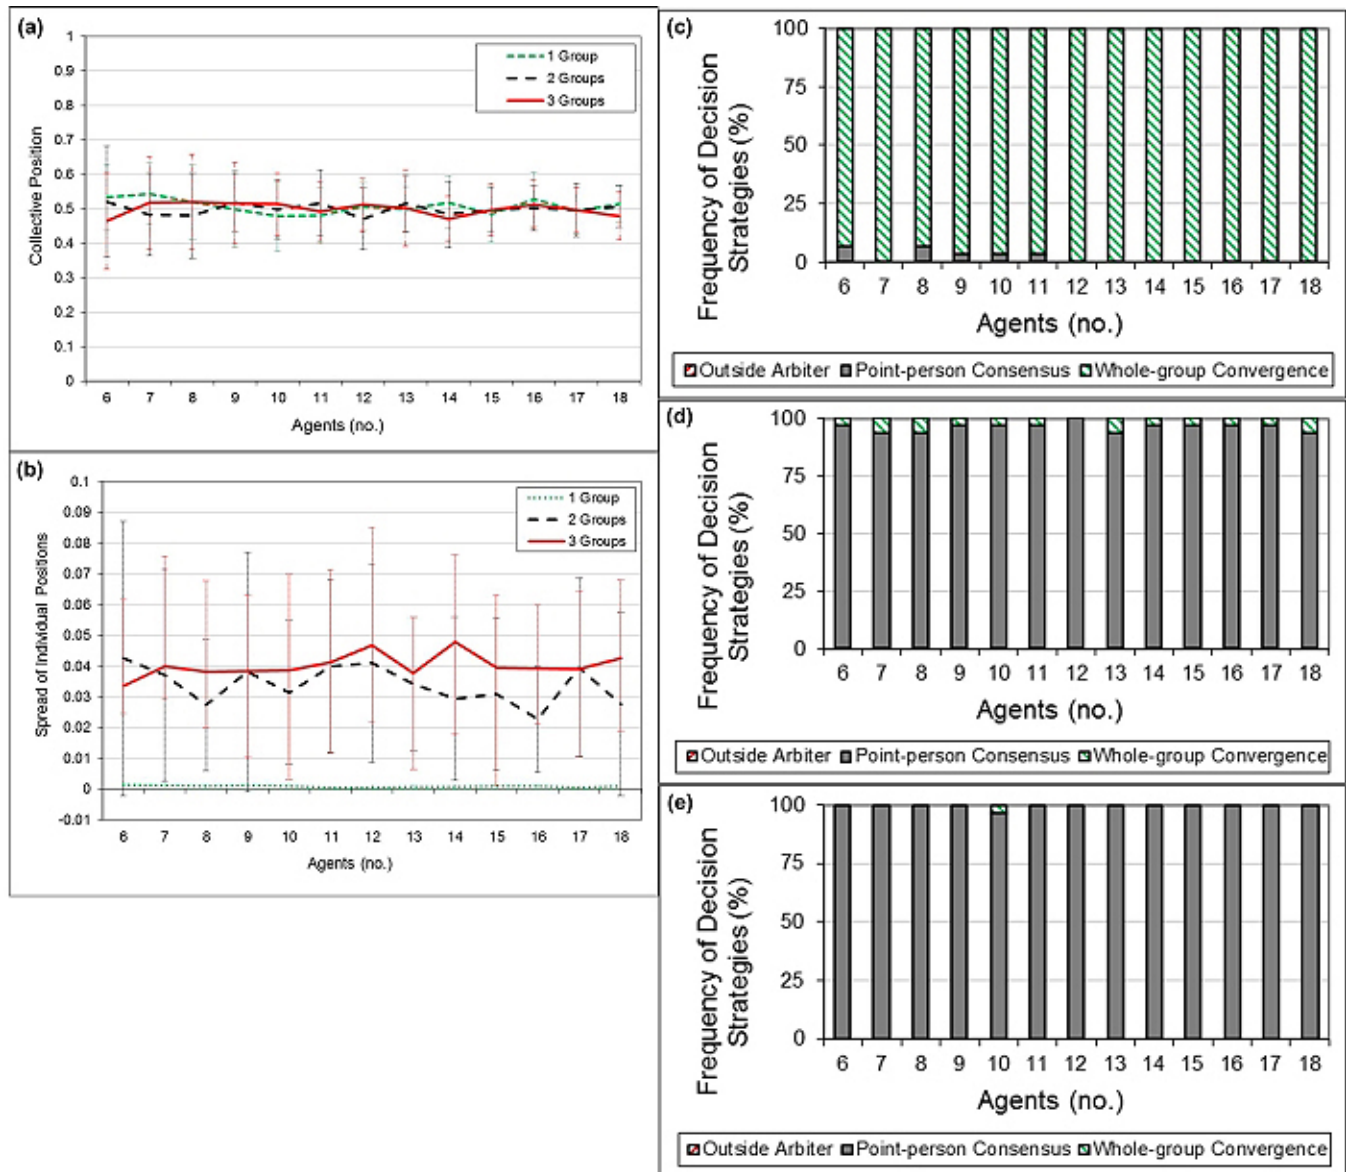 (a)
1
0.9
0.8
0.7
0.6
0.5
0.4
0.3
0.2
0.1
0
Collective Position
1 Group
2 Groups
3 Groups
6 7 8 9 10 11 12 13 14 15 16 17 18
Agents (no.)
(b)
0.1
0.09
0.08
0.07
0.06
0.05
0.04
0.03
0.02
0.01
0
-0.01
Spread of Individual Positions
1 Group
2 Groups
3 Groups
6 7 8 9 10 11 12 13 14 15 16 17 18
Agents (no.)
(c)
Frequency of Decision
Strategies (%)
100
75
50
25
0
6 7 8 9 10 11 12 13 14 15 16 17 18
Agents (no.)
Outside Arbiter Point-person Consensus Whole-group Convergence
(d)
Frequency of Decision
Strategies (%)
100
75
50
25
0
6 7 8 9 10 11 12 13 14 15 16 17 18
Agents (no.)
Outside Arbiter Point-person Consensus Whole-group Convergence
(e)
Frequency of Decision
Strategies (%)
100
75
50
25
0
6 7 8 9 10 11 12 13 14 15 16 17 18
Agents (no.)
Outside Arbiter Point-person Consensus Whole-group Convergence